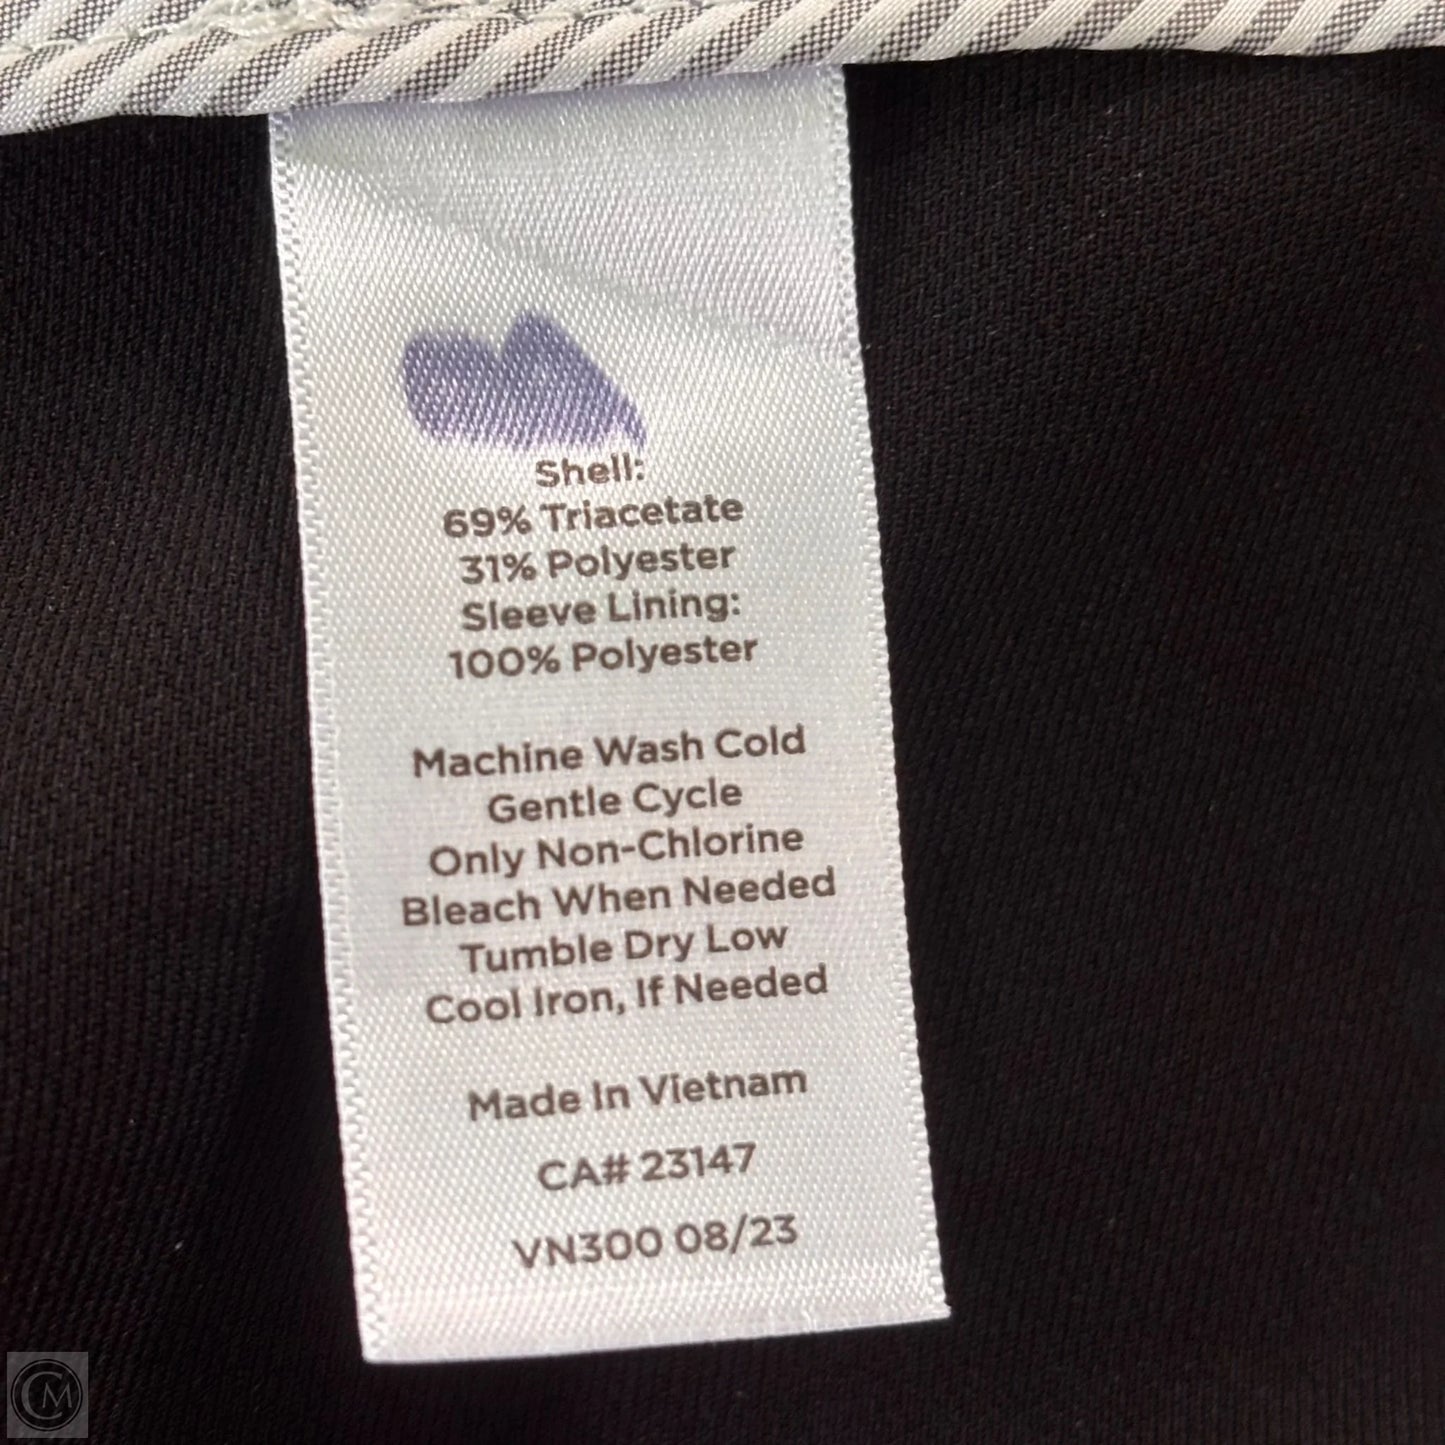 Shell:
69% Triacetate
31% Polyester
Sleeve Lining:
100% Polyester
Machine Wash Cold
Gentle Cycle
Only Non-Chlorine
Bleach When Needed
Tumble Dry Low
Cool Iron, If Needed
Made In Vietnam
CA# 23147
VN300 08/23
CM